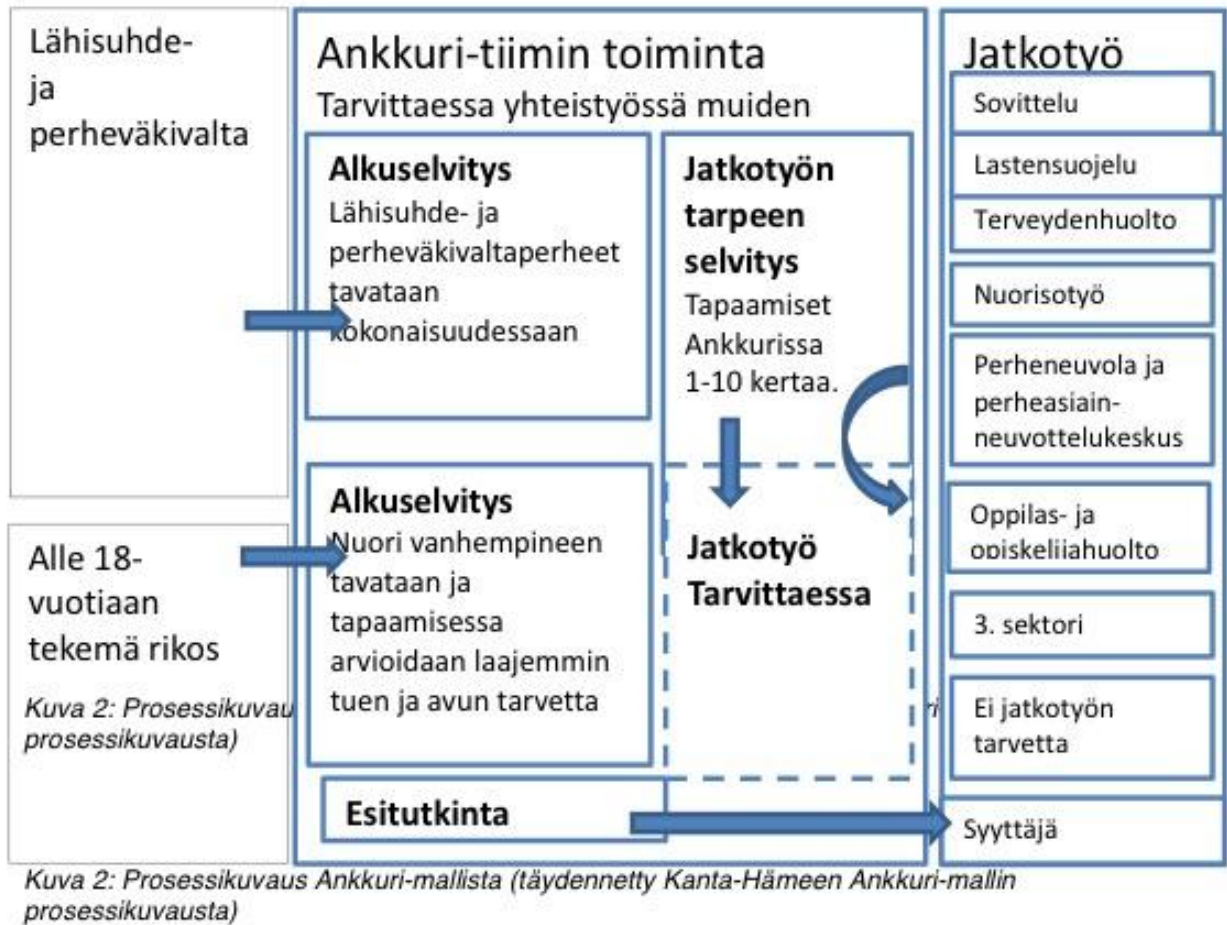 Lähisuhde-
ja
perheväkivalta
Alle 18-
vuotiaan
tekemä rikos
Ankkuri-tiimin toiminta
Tarvittaessa yhteistyössä muiden
Alkuselvitys
Lähisuhde- ja
perheväkivaltaperheet
tavataan
kokonaisuudessaan
Alkuselvitys
Nuori vanhempineen
tavataan ja
tapaamisessa
arvioidaan laajemmin
tuen ja avun tarvetta
Esitutkinta
Jatkotyön
tarpeen
selvitys
Tapaamiset
Ankkurissa
1-10 kertaa.
Jatkotyö
Tarvittaessa
Jatkotyö
Sovittelu
Lastensuojelu
Terveydenhuolto
Nuorisotyö
Perheneuvola ja
perheasiain-
neuvottelukeskus
Oppilas- ja
opiskelijahuolto
3. sektori
Ei jatkotyön
tarvetta
Syyttäjä
Kuva 2: Prosessikuvau
prosessikuvausta)
Kuva 2: Prosessikuvaus Ankkuri-mallista (täydennetty Kanta-Hämeen Ankkuri-mallin
prosessikuvausta)